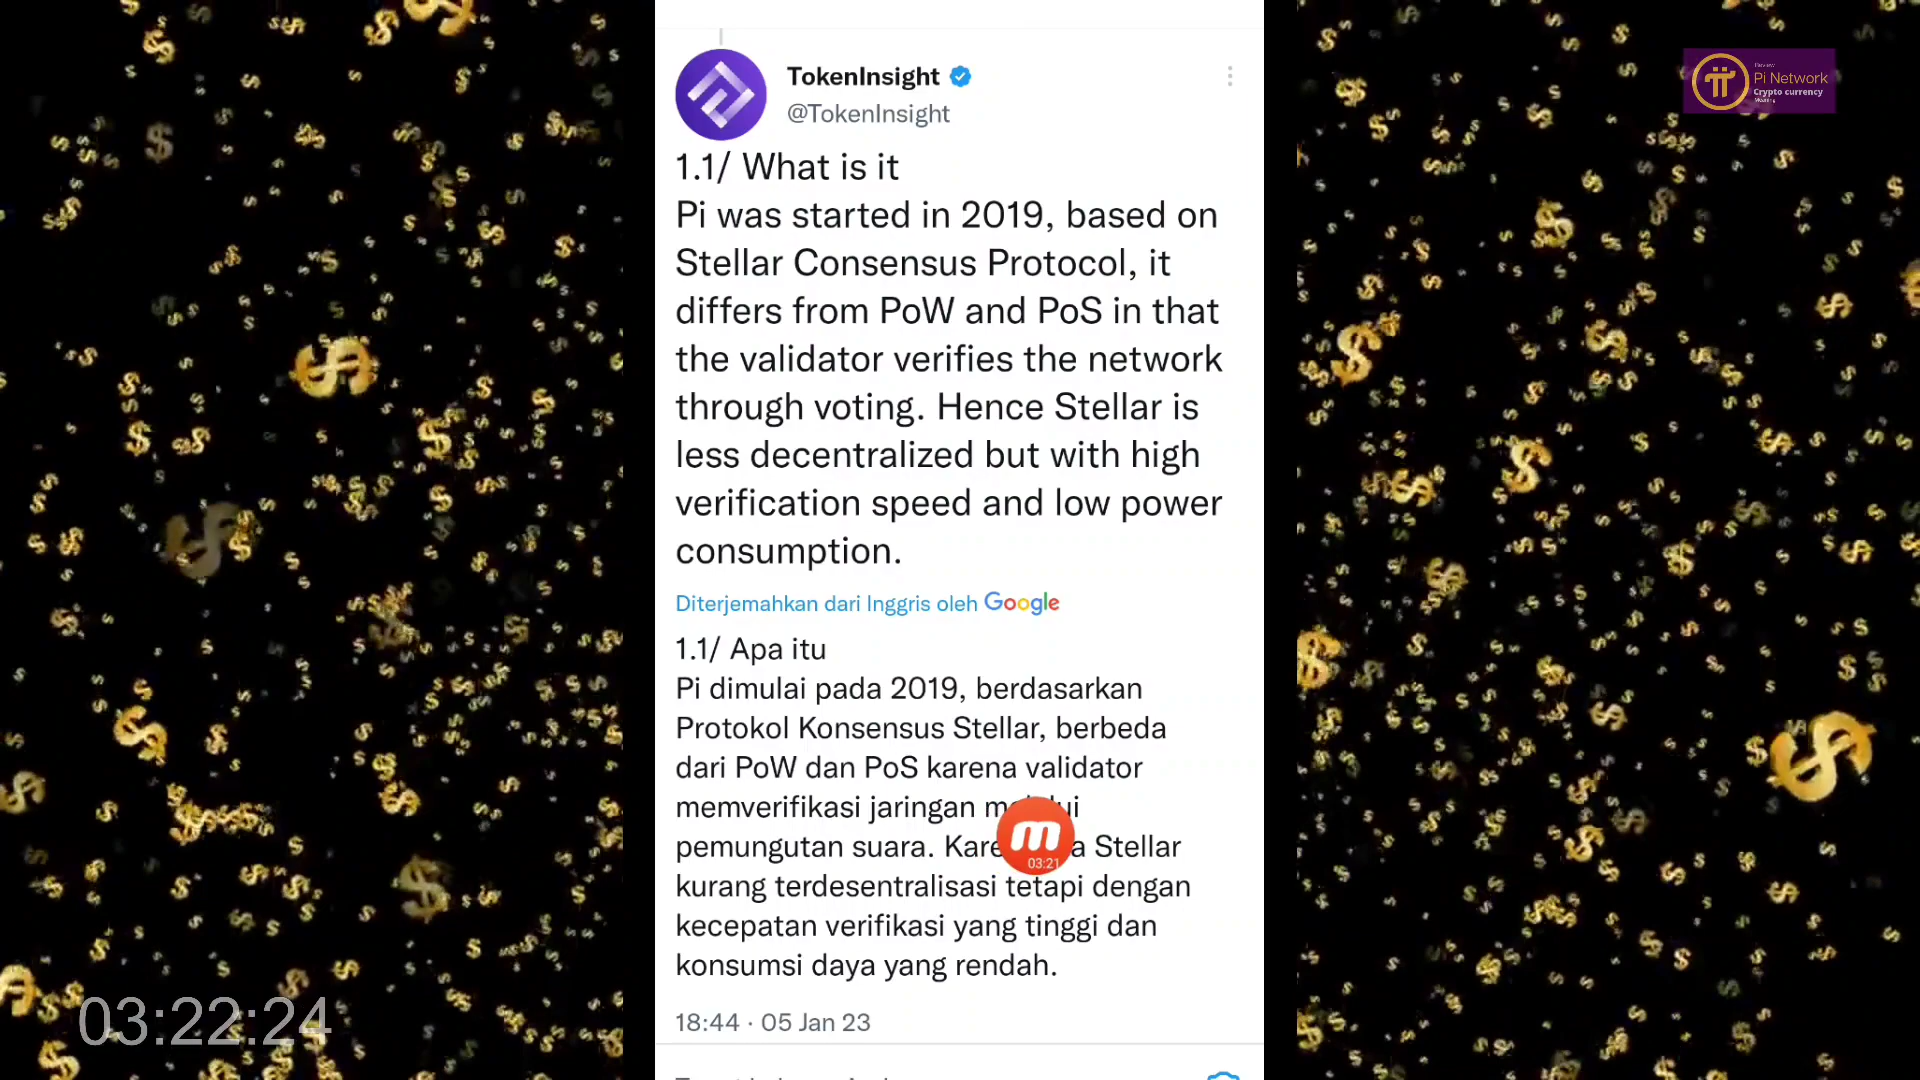 TokenInsight
@TokenInsight
1.1/ What is it
Pi was started in 2019, based on
Stellar Consensus Protocol, it
differs from PoW and PoS in that
the validator verifies the network
through voting. Hence Stellar is
less decentralized but with high
verification speed and low power
consumption.
Diterjemahkan dari Inggris oleh Google
1.1/ Apa itu
Pi dimulai pada 2019, berdasarkan
Protokol Konsensus Stellar, berbeda
dari PoW dan PoS karena validator
memverifikasi jaringan
pemungutan suara. Stellar
kurang terdesentralisasi tetapi dengan
kecepatan verifikasi yang tinggi dan
konsumsi daya yang rendah.
18:44 · 05 Jan 23
03:21
Review
Pi Network
Crypto currency
Meaning
03:22:24